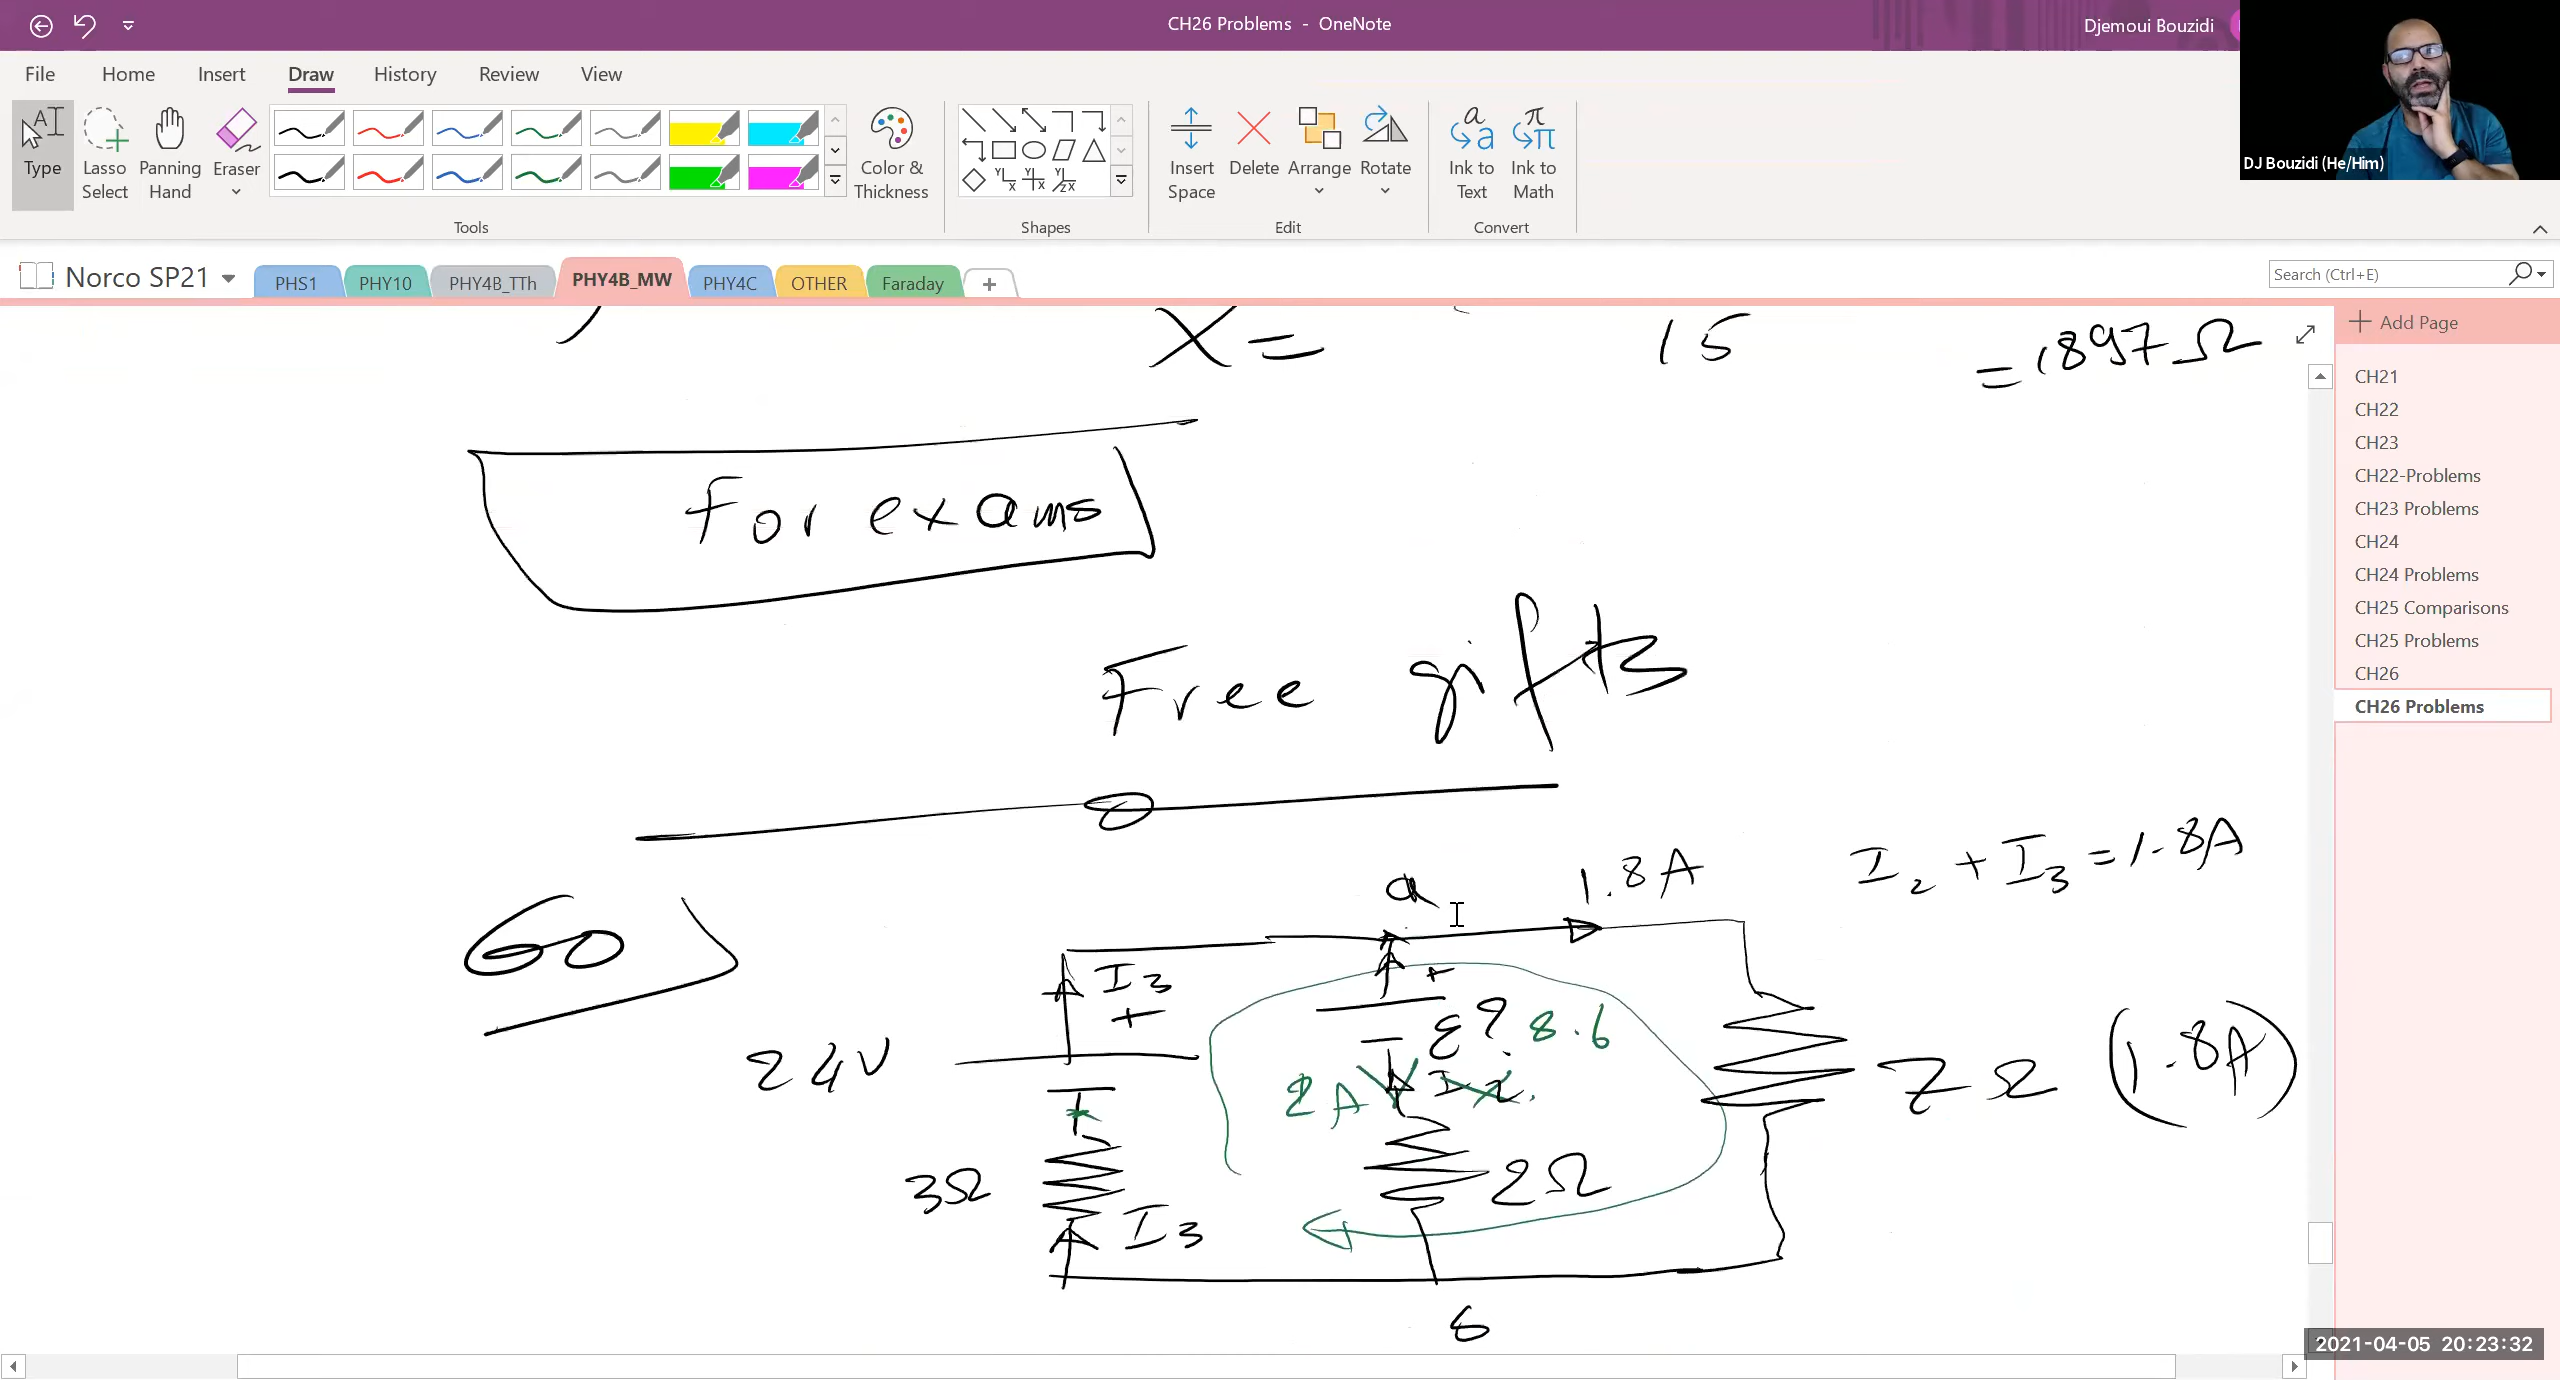 CH26 Problems - OneNote
Djemoui Bouzidi
File Home Insert Draw History Review View
Type
Lasso Select
Panning Hand
Eraser
Color & Thickness
Insert Space
Delete
Arrange
Rotate
Ink to Text
Ink to Math
Tools Shapes Edit Convert
DJ Bouzidi (He/Him)
Norco SP21 PHS1 PHY10 PHY4B_TTh PHY4B_MW PHY4C OTHER Faraday +
Search (Ctrl+E)
Add Page
CH21
CH22
CH23
CH22-Problems
CH23 Problems
CH24
CH24 Problems
CH25 Comparisons
CH25 Problems
CH26
CH26 Problems
X= 15 = 1897 Ω
For exams
Free gifts
60)
a 1.8A I2 + I3 = 1.8A
I3
+ +
24V ε? 8.6
2A I2
7Ω (1.8A)
3Ω 2Ω
I3
b
2021-04-05 20:23:32